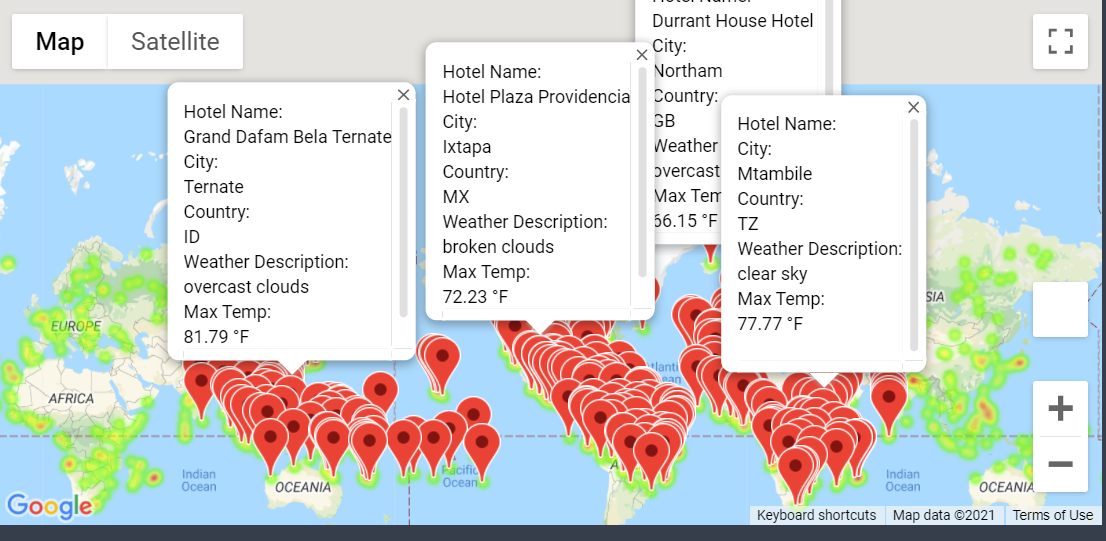 Map
Satellite
Hotel Name:
Grand Dafam Bela Ternate
City:
Ternate
Country:
ID
Weather Description:
overcast clouds
Max Temp:
81.79 °F
Hotel Name:
Hotel Plaza Providencia
City:
Ixtapa
Country:
MX
Weather Description:
broken clouds
Max Temp:
72.23 °F
Hotel Name:
Durrant House Hotel
City:
Northam
Country:
GB
Weather
overcast
Max Tem
66.15 °F
Hotel Name:
City:
Mtambile
Country:
TZ
Weather Description:
clear sky
Max Temp:
77.77 °F
EUROPE
AFRICA
Indian
Ocean
OCEANIA
Pacific
Ocean
Atlantic
Ocean
SIA
Indian
Ocean
OCEANIA
Google
Keyboard shortcuts
Map data ©2021
Terms of Use